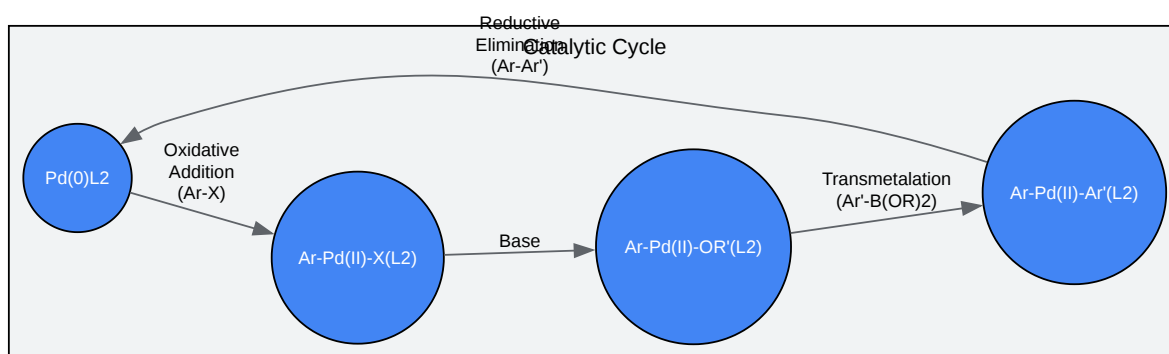 Reductive
Elimination
(Ar-Ar')
Catalytic Cycle
Pd(0)L2
Oxidative
Addition
(Ar-X)
Ar-Pd(II)-X(L2)
Base
Ar-Pd(II)-OR'(L2)
Transmetalation
(Ar'-B(OR)2)
Ar-Pd(II)-Ar'(L2)